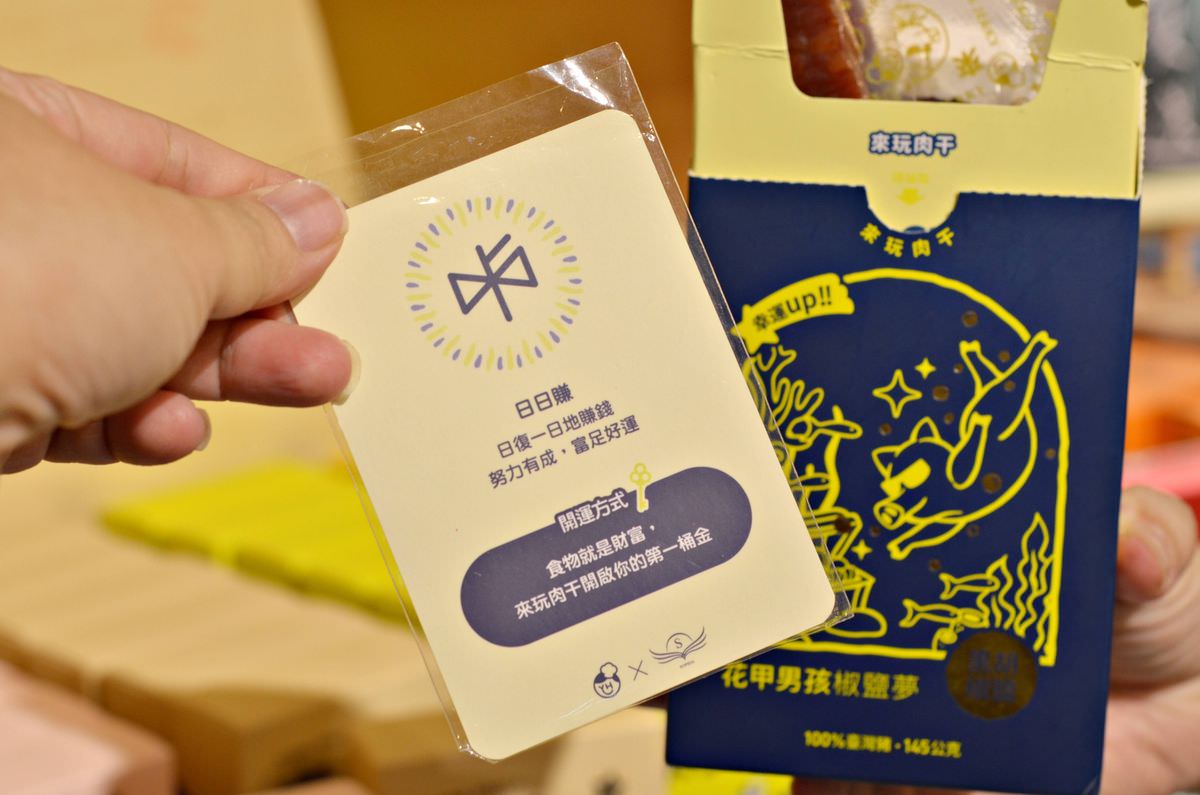 日日賺
日復一日地賺錢
努力有成，富足好運
開運方式
食物就是財富，
來玩肉干開啟你的第一桶金
YH
S
來玩肉干
來玩肉干
幸運up!!
花甲男孩椒鹽夢
黑胡
100%臺灣豬·145公克